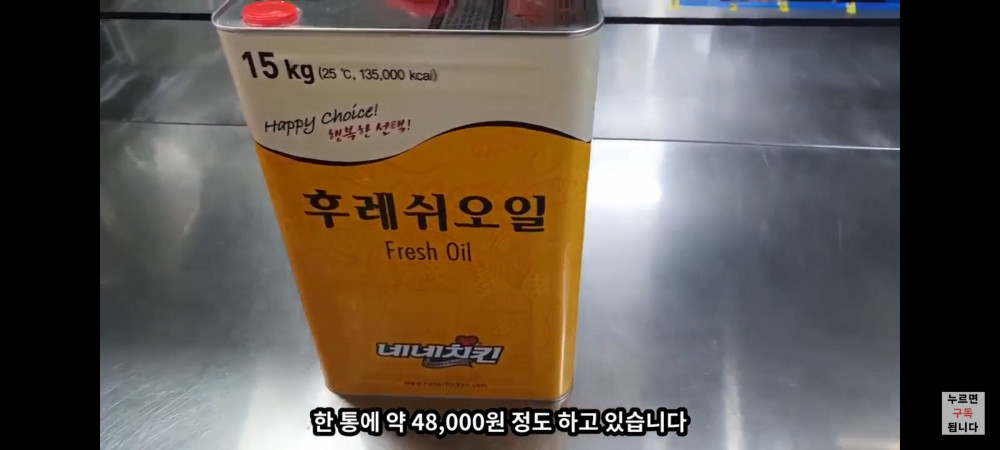 15 kg (25 ℃, 135,000 kcal)
Happy Choice!
행복한 선택!
후레쉬오일
Fresh Oil
네네치킨
한 통에 약 48,000원 정도 하고 있습니다
누르면
구독
됩니다